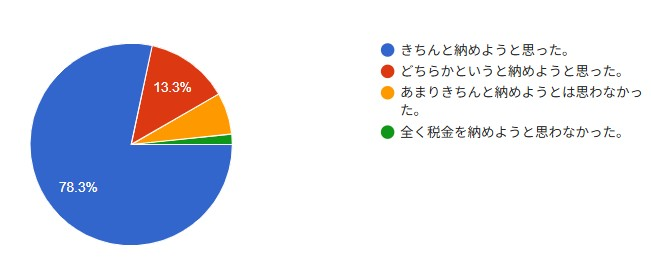 きちんと納めようと思った。
どちらかというと納めようと思った。
あまりきちんと納めようとは思わなかっ
た。
全く税金を納めようと思わなかった。
13.3%
78.3%